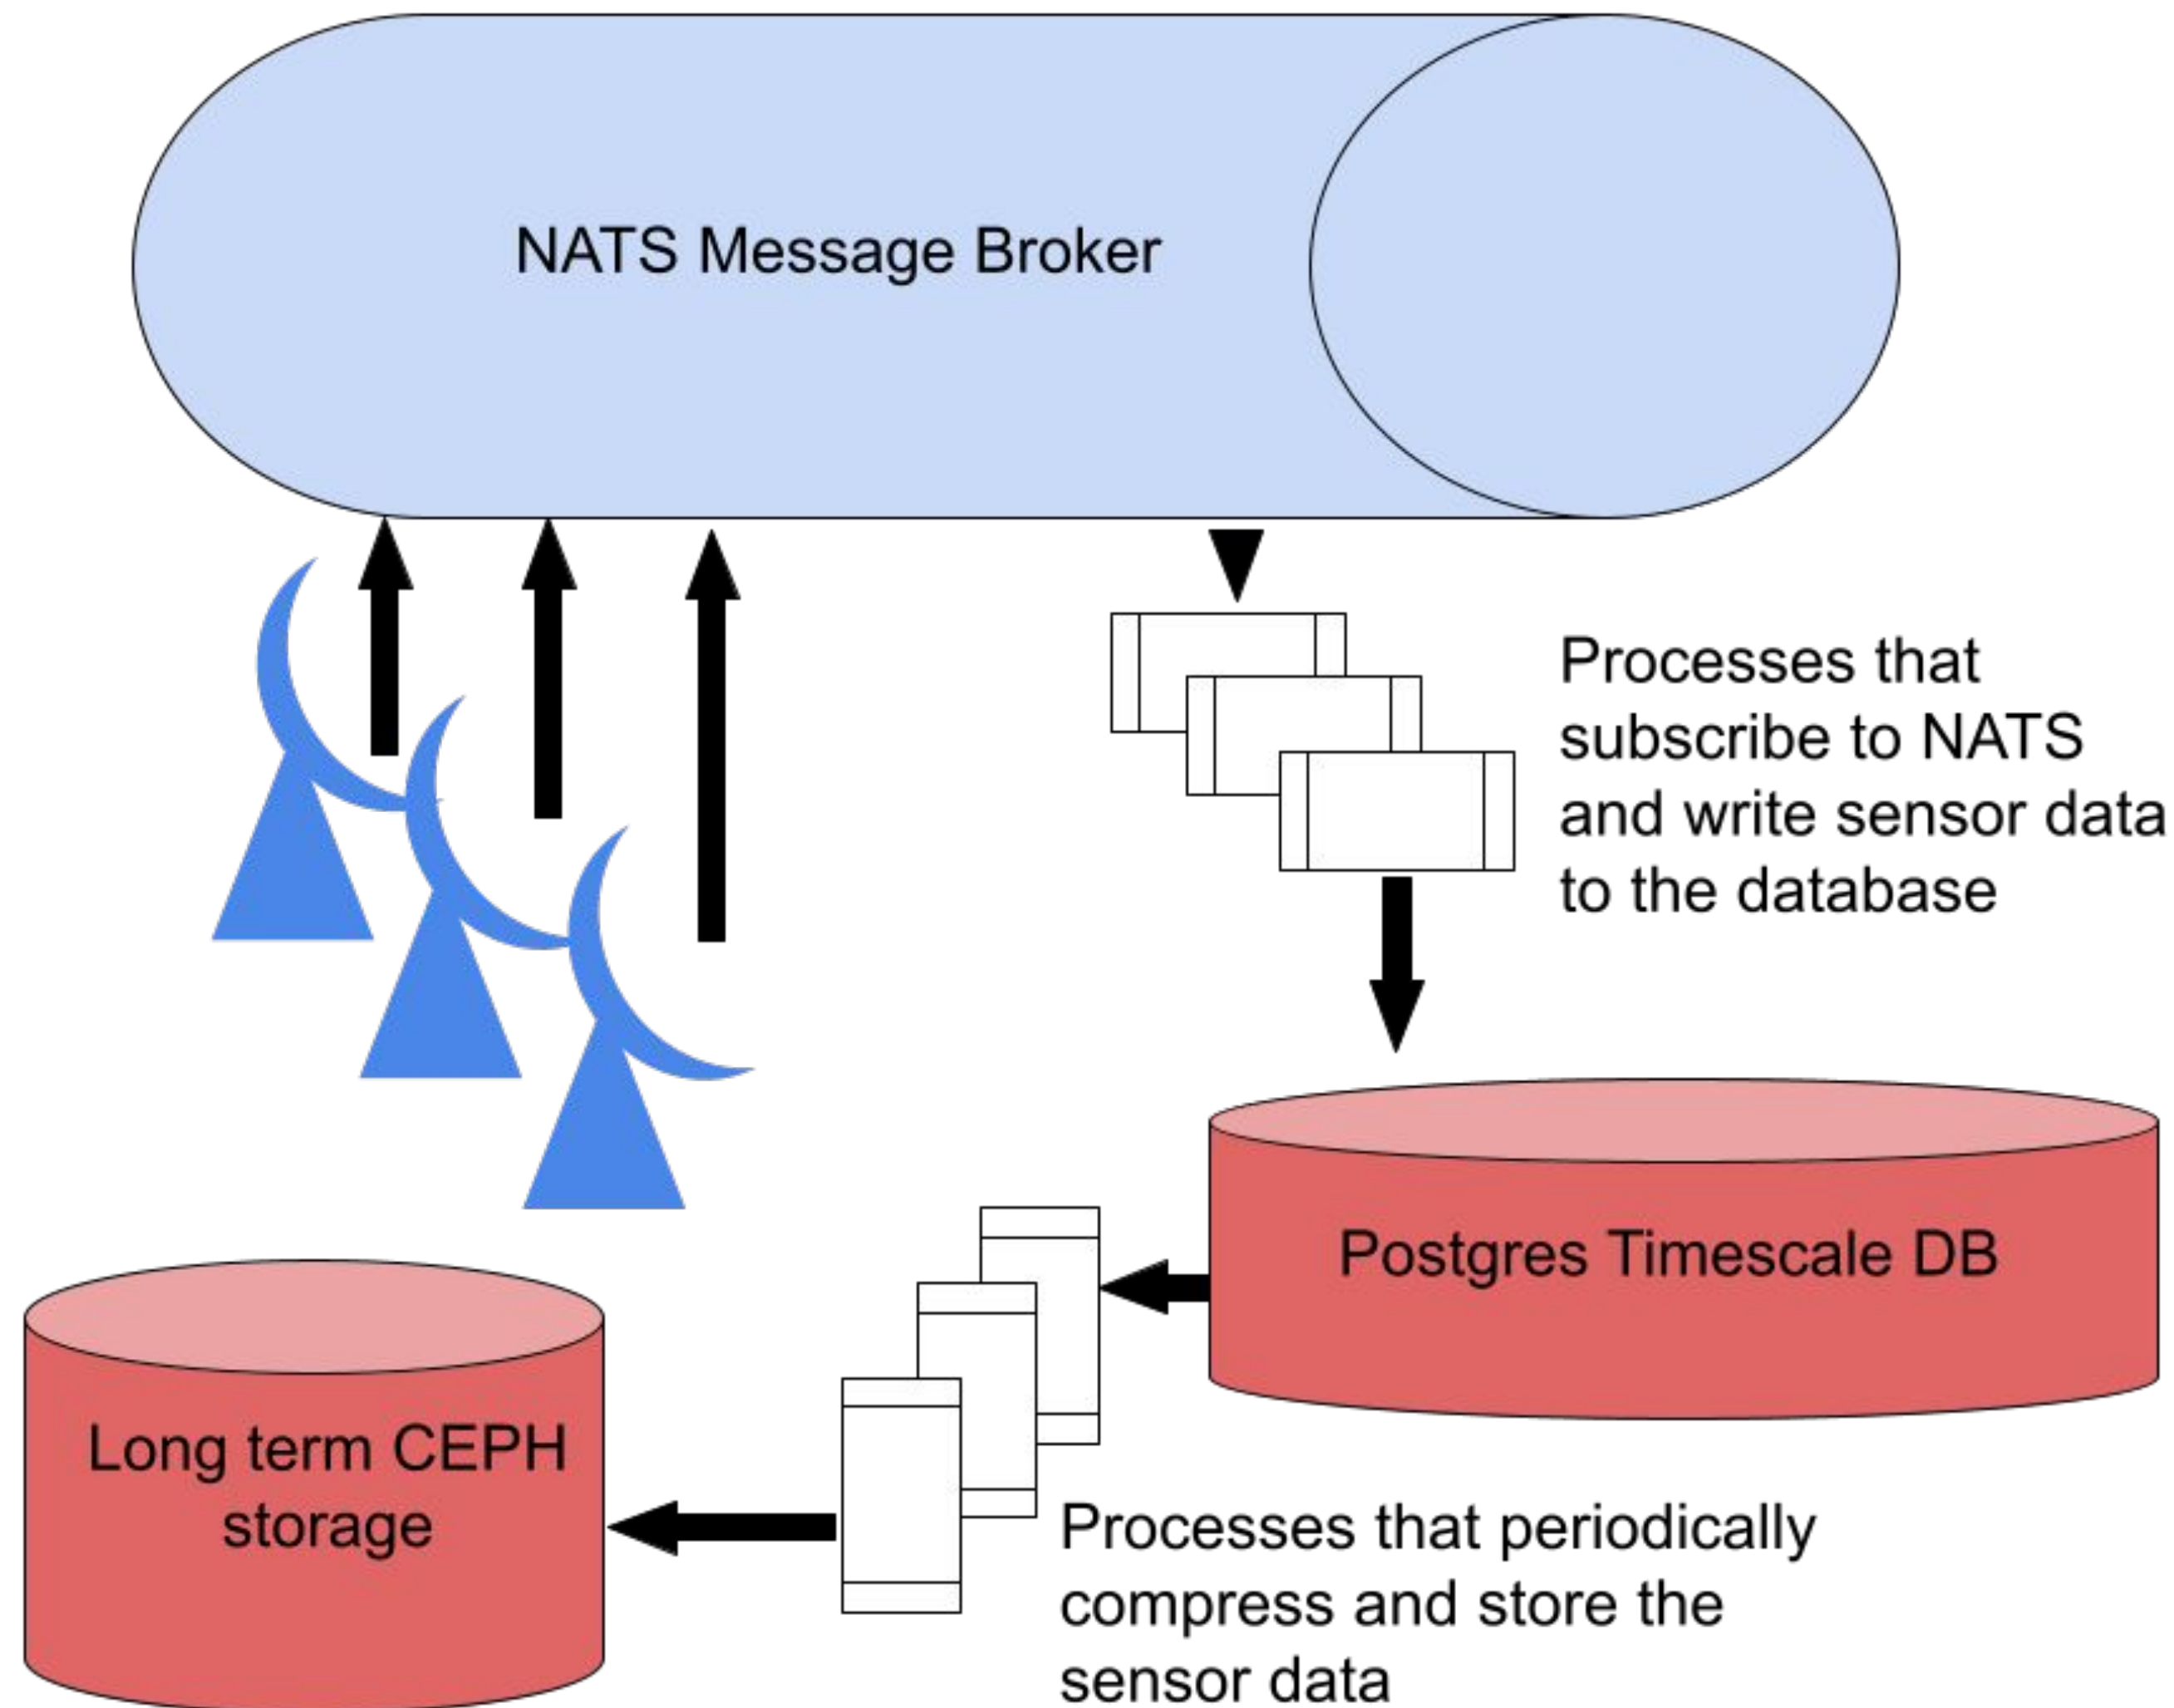 NATS Message Broker
Processes that
subscribe to NATS
and write sensor data
to the database
Postgres Timescale DB
Long term CEPH
storage
Processes that periodically
compress and store the
sensor data